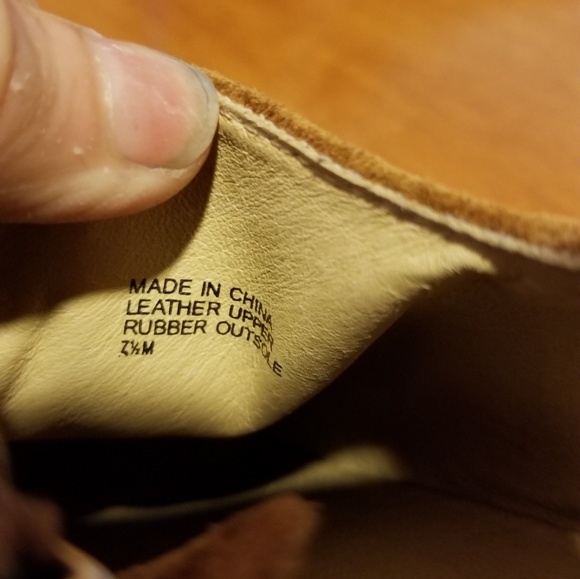 MADE IN CHINA
LEATHER UPPER
RUBBER OUTSOLE
7½M